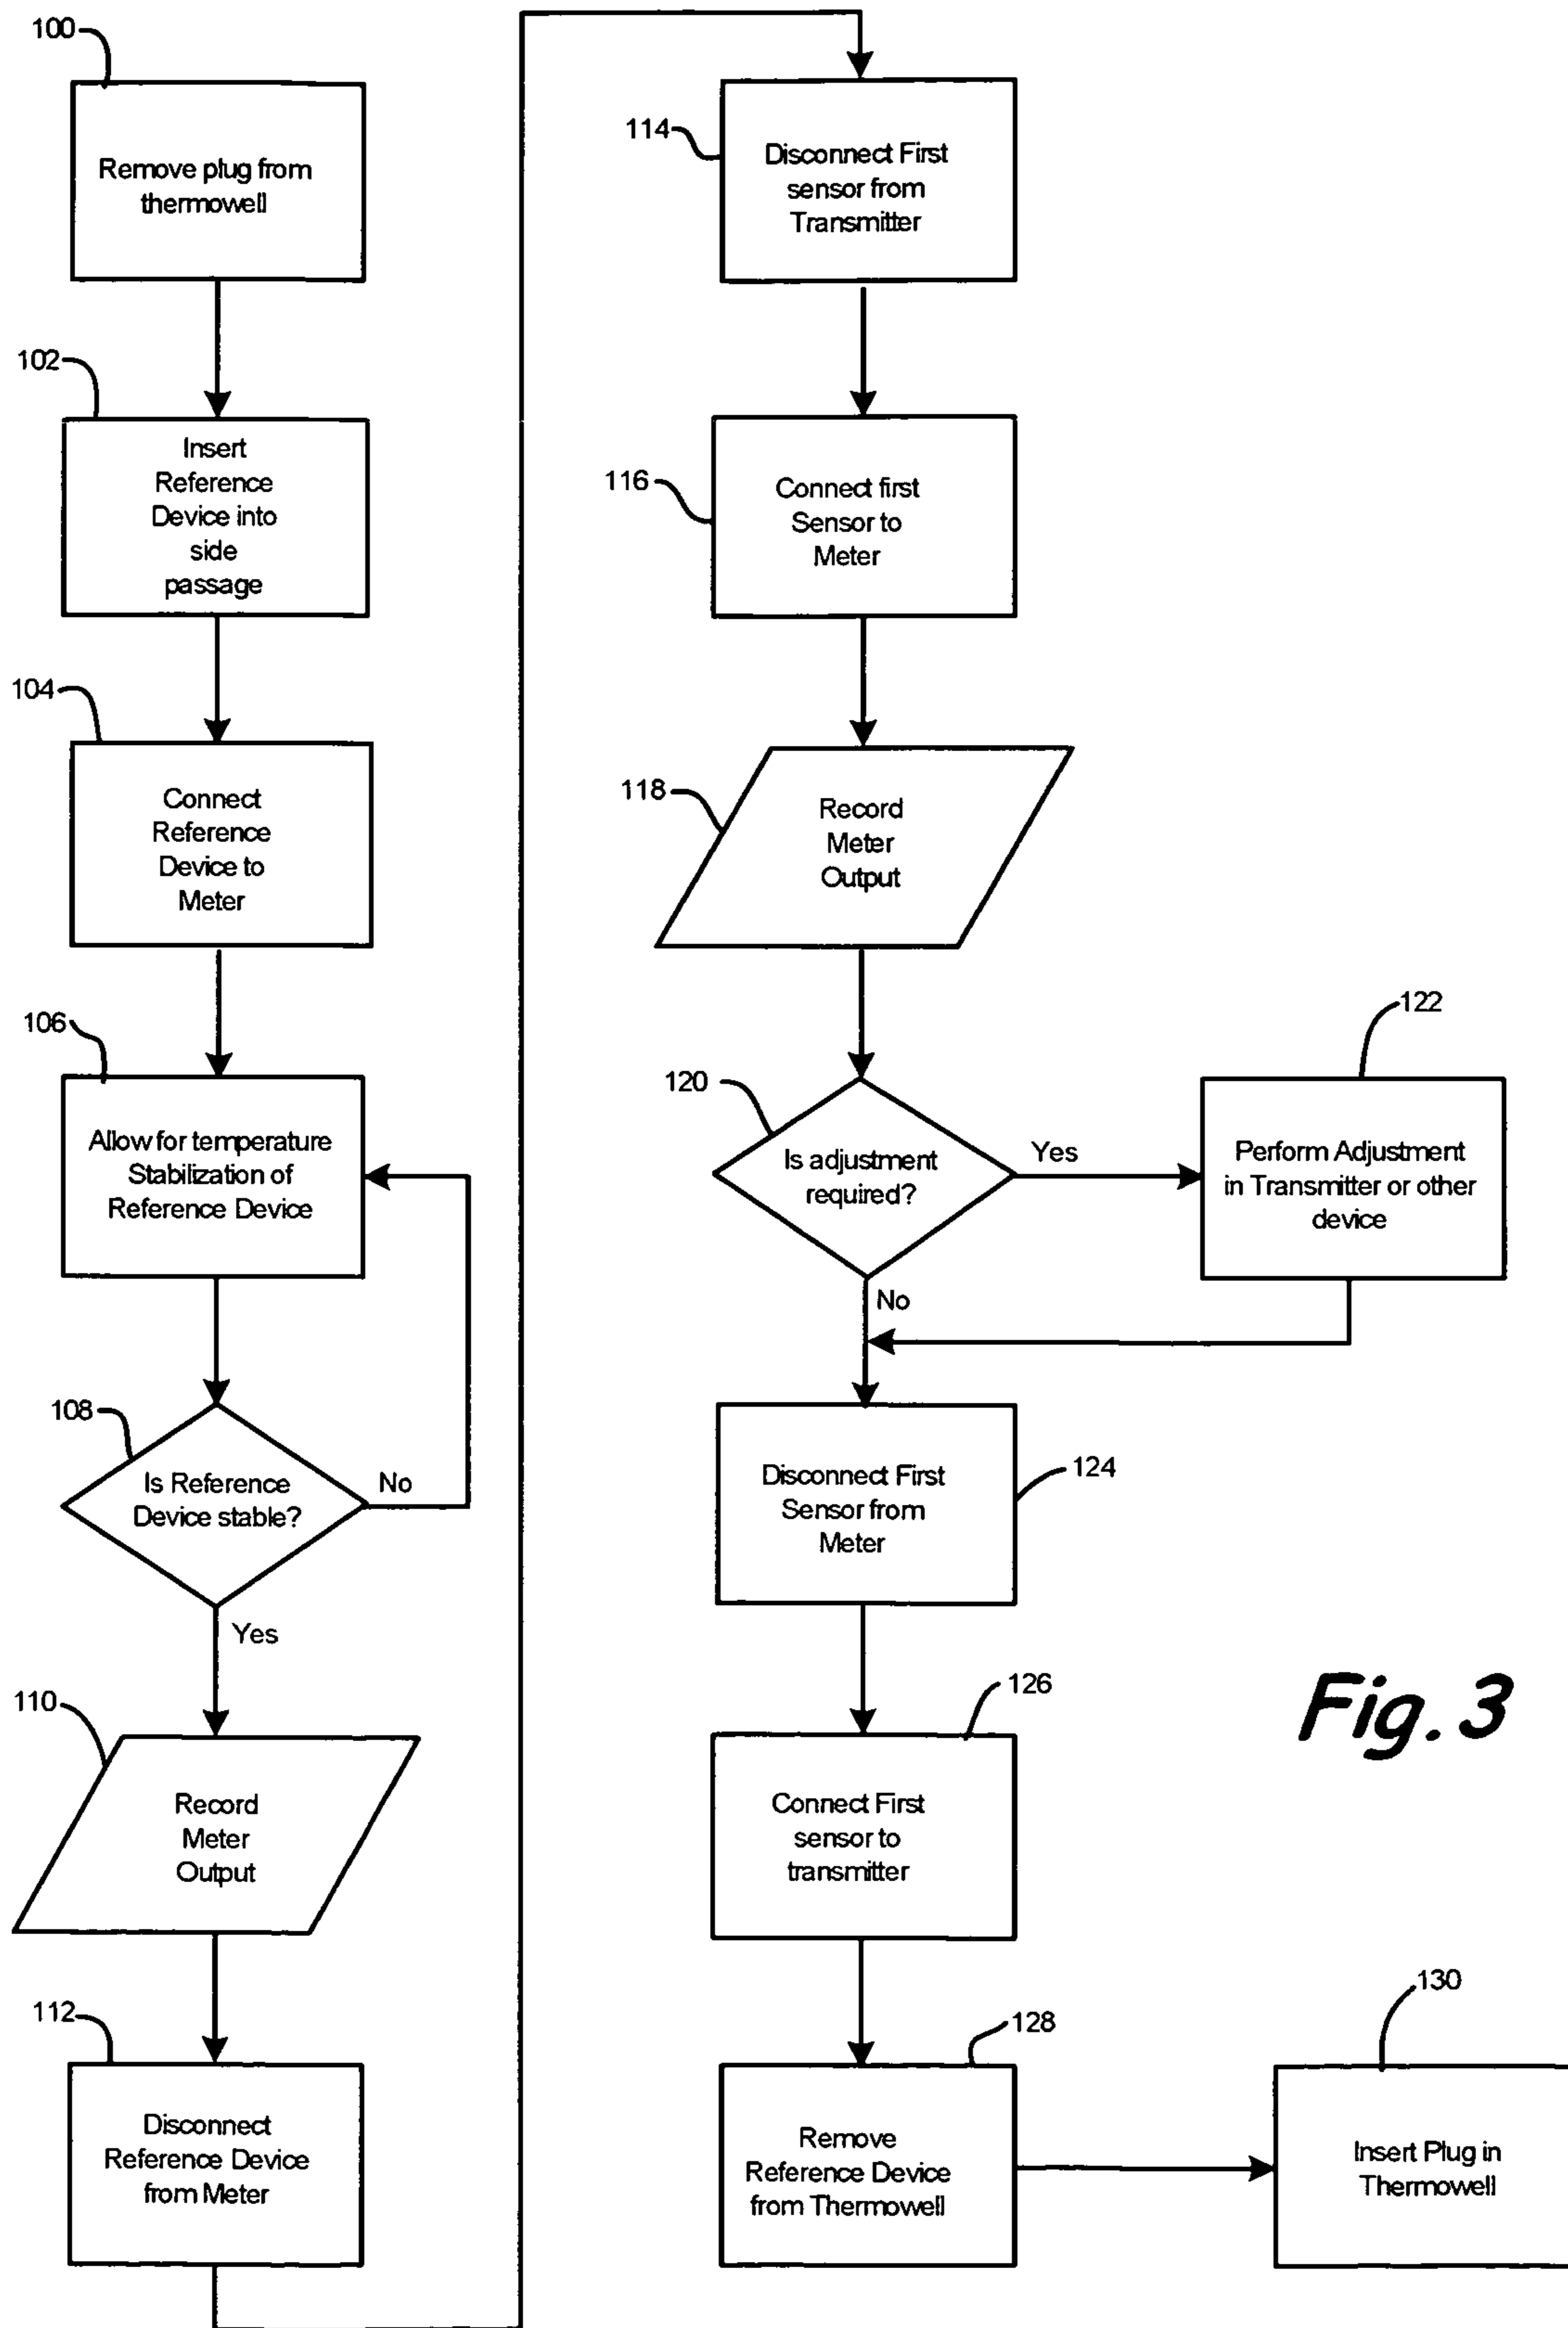 100
Remove plug from
thermowell
102
Insert
Reference
Device into
side
passage
104
Connect
Reference
Device to
Meter
106
Allow for temperature
Stabilization of
Reference Device
108
Is Reference
Device stable?
No
Yes
110
Record
Meter
Output
112
Disconnect
Reference Device
from Meter
114
Disconnect First
sensor from
Transmitter
116
Connect first
Sensor to
Meter
118
Record
Meter
Output
120
Is adjustment
required?
Yes
No
122
Perform Adjustment
in Transmitter or other
device
124
Disconnect First
Sensor from
Meter
126
Connect First
sensor to
transmitter
128
Remove
Reference Device
from Thermowell
130
Insert Plug in
Thermowell
Fig. 3